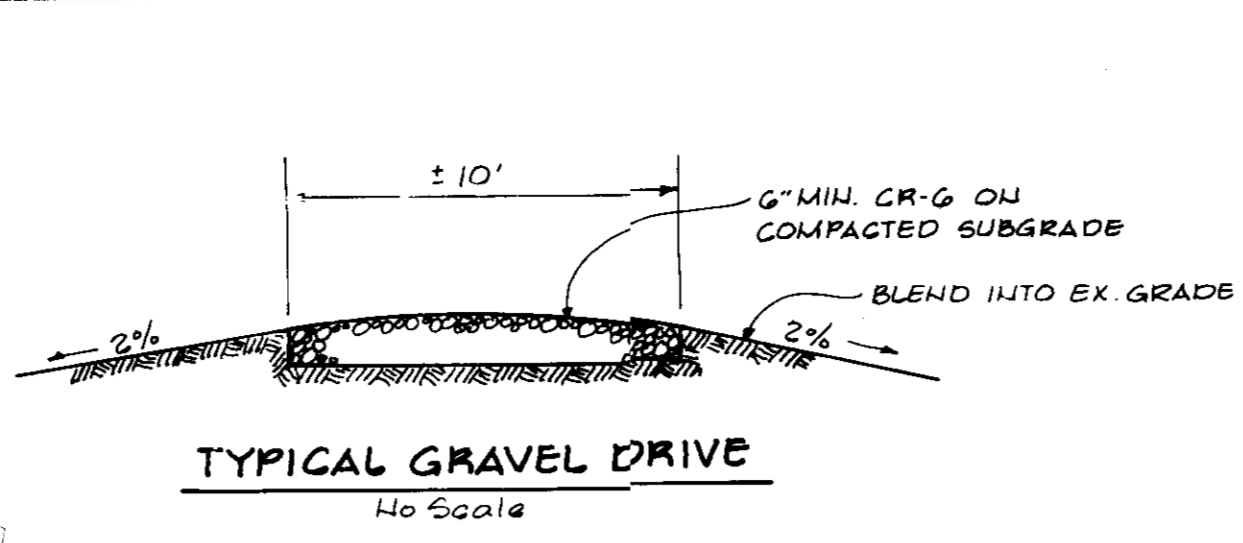 ± 10'
6" MIN. CR-6 ON
COMPACTED SUBGRADE
BLEND INTO EX. GRADE
2%
2%
TYPICAL GRAVEL DRIVE
No Scale